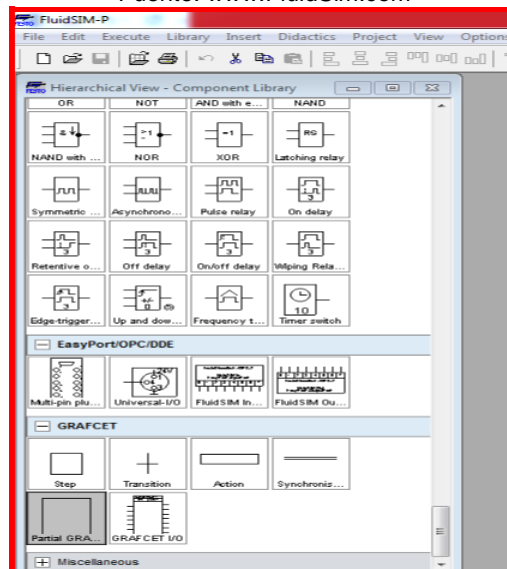 FluidSIM-P
File Edit Execute Library Insert Didactics Project View Options
Hierarchical View - Component Library
OR NOT AND with e... NAND
NAND with ... NOR XOR Latching relay
Symmetric ... Asynchrono... Pulse relay On delay
Retentive o... Off delay On/off delay Wiping Rela...
Edge-trigger... Up and dow... Frequency t... Timer switch
EasyPort/OPC/DDE
Multi-pin plu... Universal-I/O FluidSIM In... FluidSIM Ou...
GRAFCET
Step Transition Action Synchronis...
Partial GRA... GRAFCET I/O
Miscellaneous